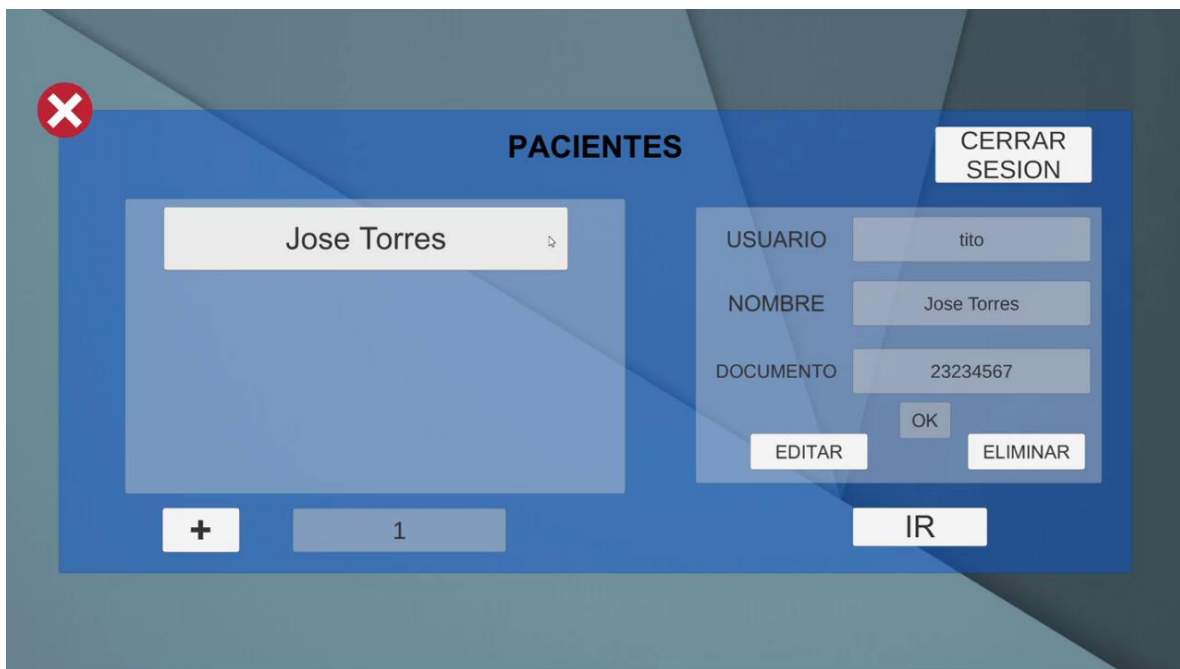 PACIENTES
CERRAR
SESION
Jose Torres
USUARIO
tito
NOMBRE
Jose Torres
DOCUMENTO
23234567
OK
EDITAR
ELIMINAR
+
1
IR